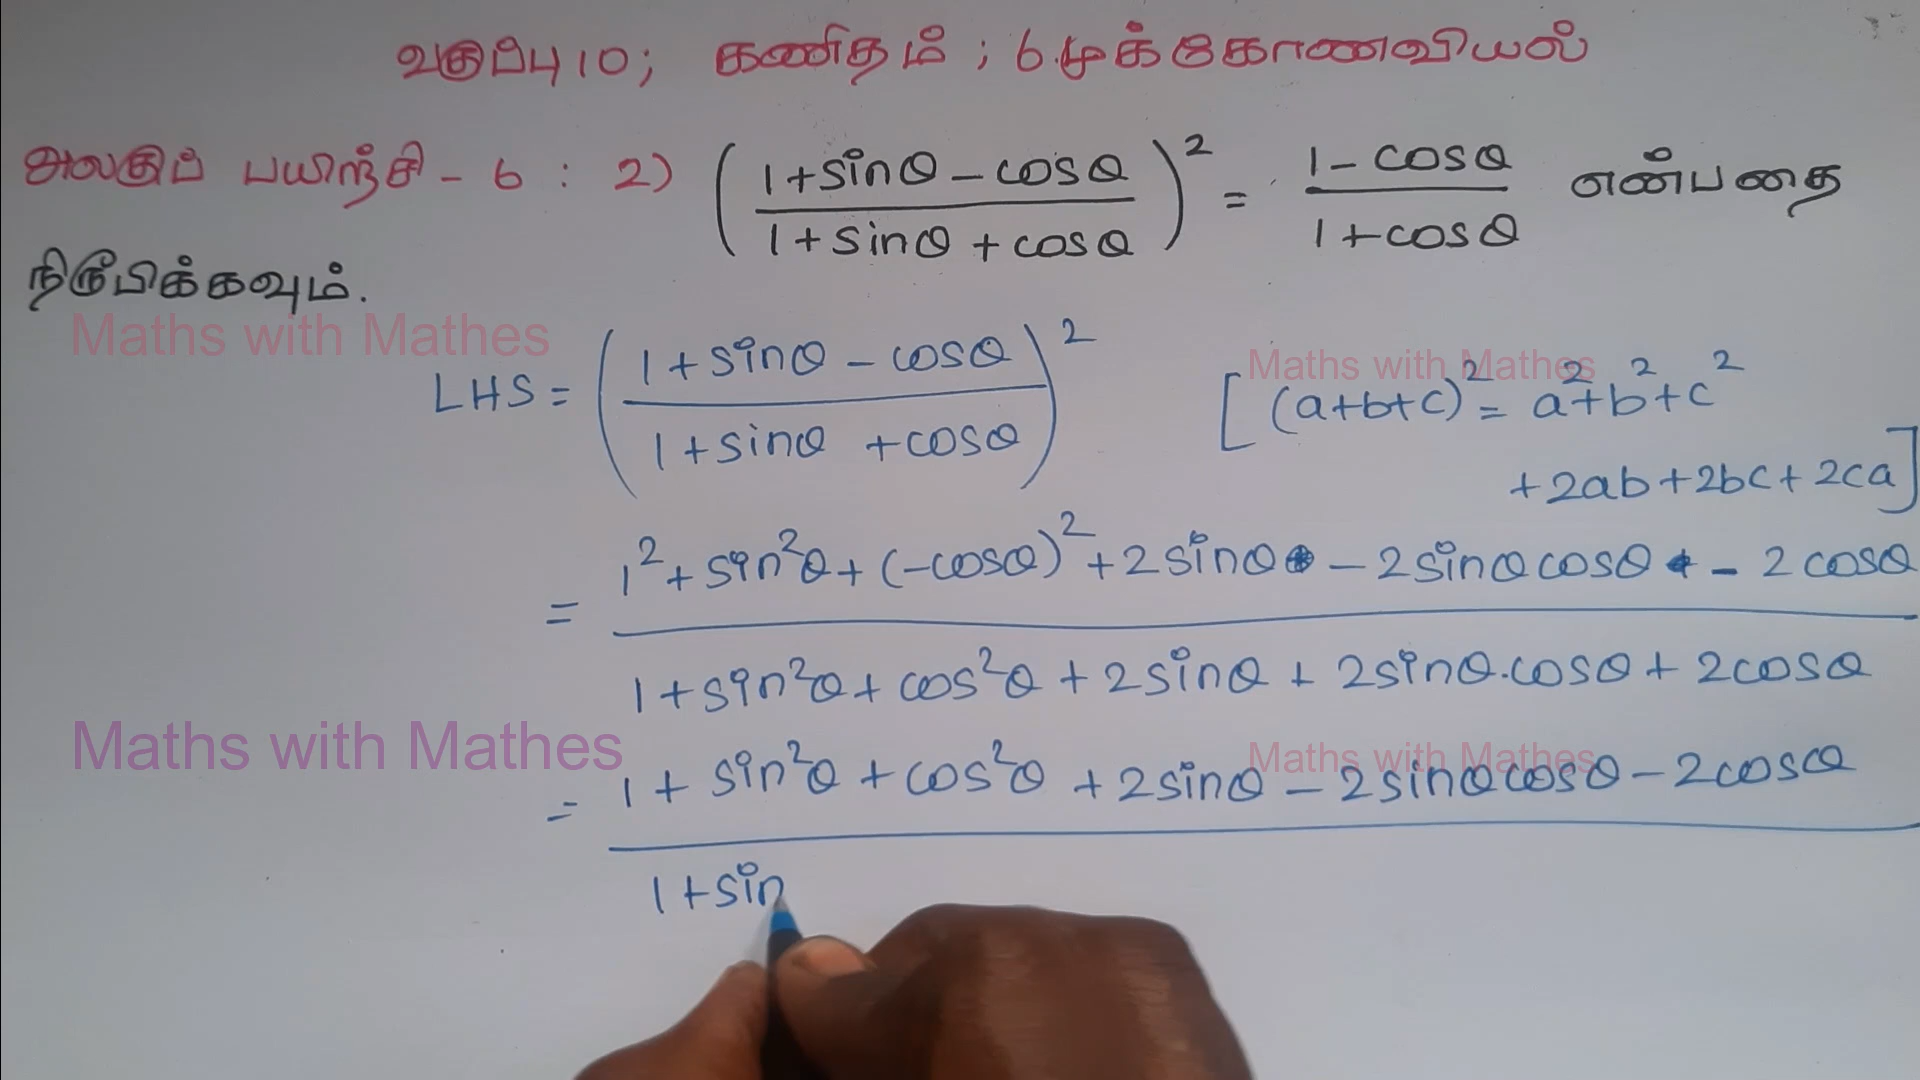 வகுப்பு 10; கணிதம்; 6.முக்கோணவியல்
அலகுப் பயிற்சி - 6 : 2) ((1+sinθ - cosθ)/(1+sinθ + cosθ))² = (1 - cosθ)/(1 + cosθ) என்பதை
நிரூபிக்கவும்.
Maths with Mathes
LHS = ((1+sinθ - cosθ)/(1+sinθ +cosθ))²
Maths with Mathes
[(a+b+c)² = a²+b²+c²
+2ab+2bc+2ca]
= 1²+sin²θ+(-cosθ)²+2sinθ - 2sinθcosθ - 2cosθ
1+sin²θ+cos²θ+2sinθ+2sinθ.cosθ+2cosθ
Maths with Mathes
Maths with Mathes
= 1+sin²θ+cos²θ+2sinθ-2sinθcosθ-2cosθ
1+sin